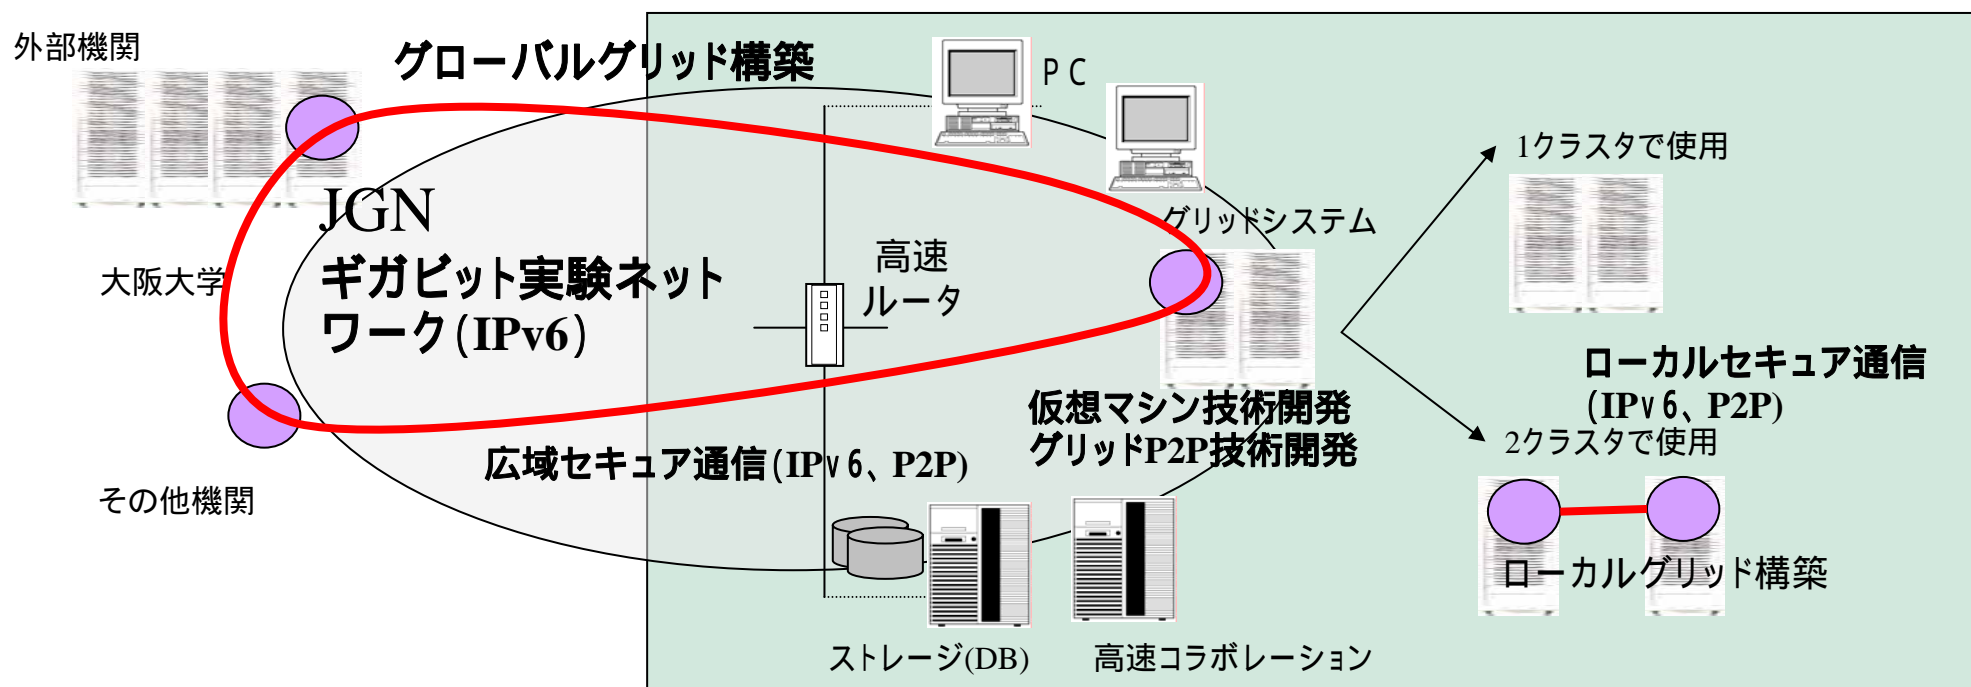 外部機関
グローバルグリッド構築
PC
1クラスタで使用
JGN
ギガビット実験ネット
ワーク(IPv6)
大阪大学
高速
ルータ
グリッドシステム
ローカルセキュア通信
(IPv6、P2P)
仮想マシン技術開発
グリッドP2P技術開発
2クラスタで使用
広域セキュア通信(IPv6、P2P)
その他機関
ローカルグリッド構築
ストレージ(DB)
高速コラボレーション